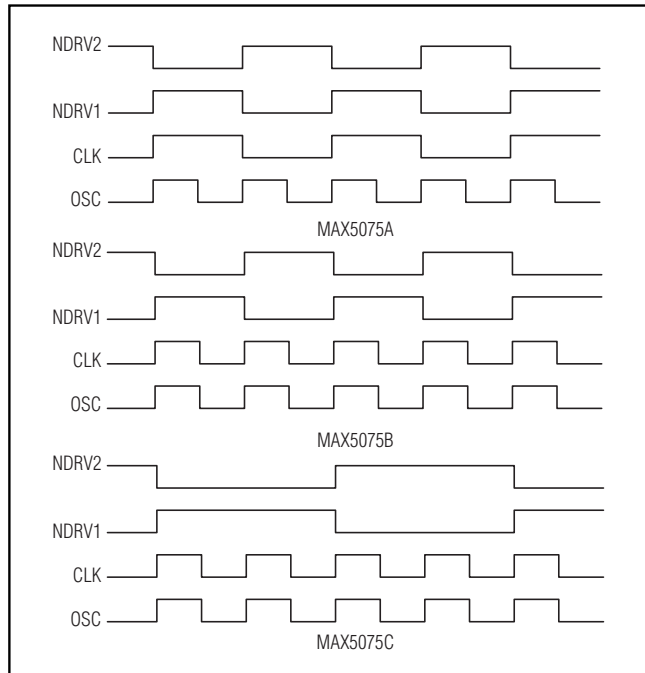 NDRV2
NDRV1
CLK
OSC
MAX5075A
NDRV2
NDRV1
CLK
OSC
MAX5075B
NDRV2
NDRV1
CLK
OSC
MAX5075C